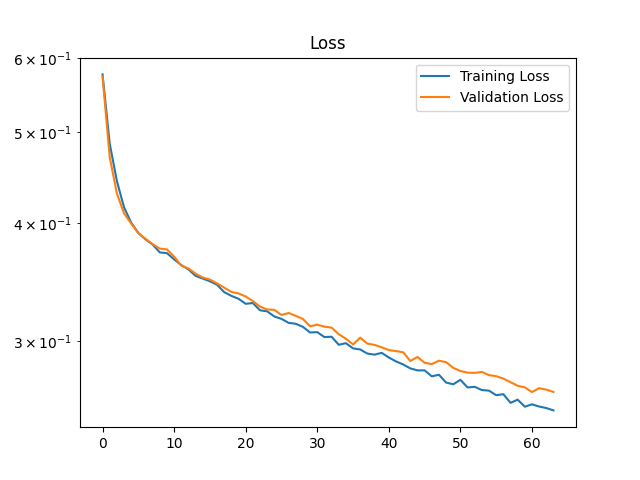 Loss
6 × 10⁻¹
5 × 10⁻¹
4 × 10⁻¹
3 × 10⁻¹
Training Loss
Validation Loss
0 10 20 30 40 50 60